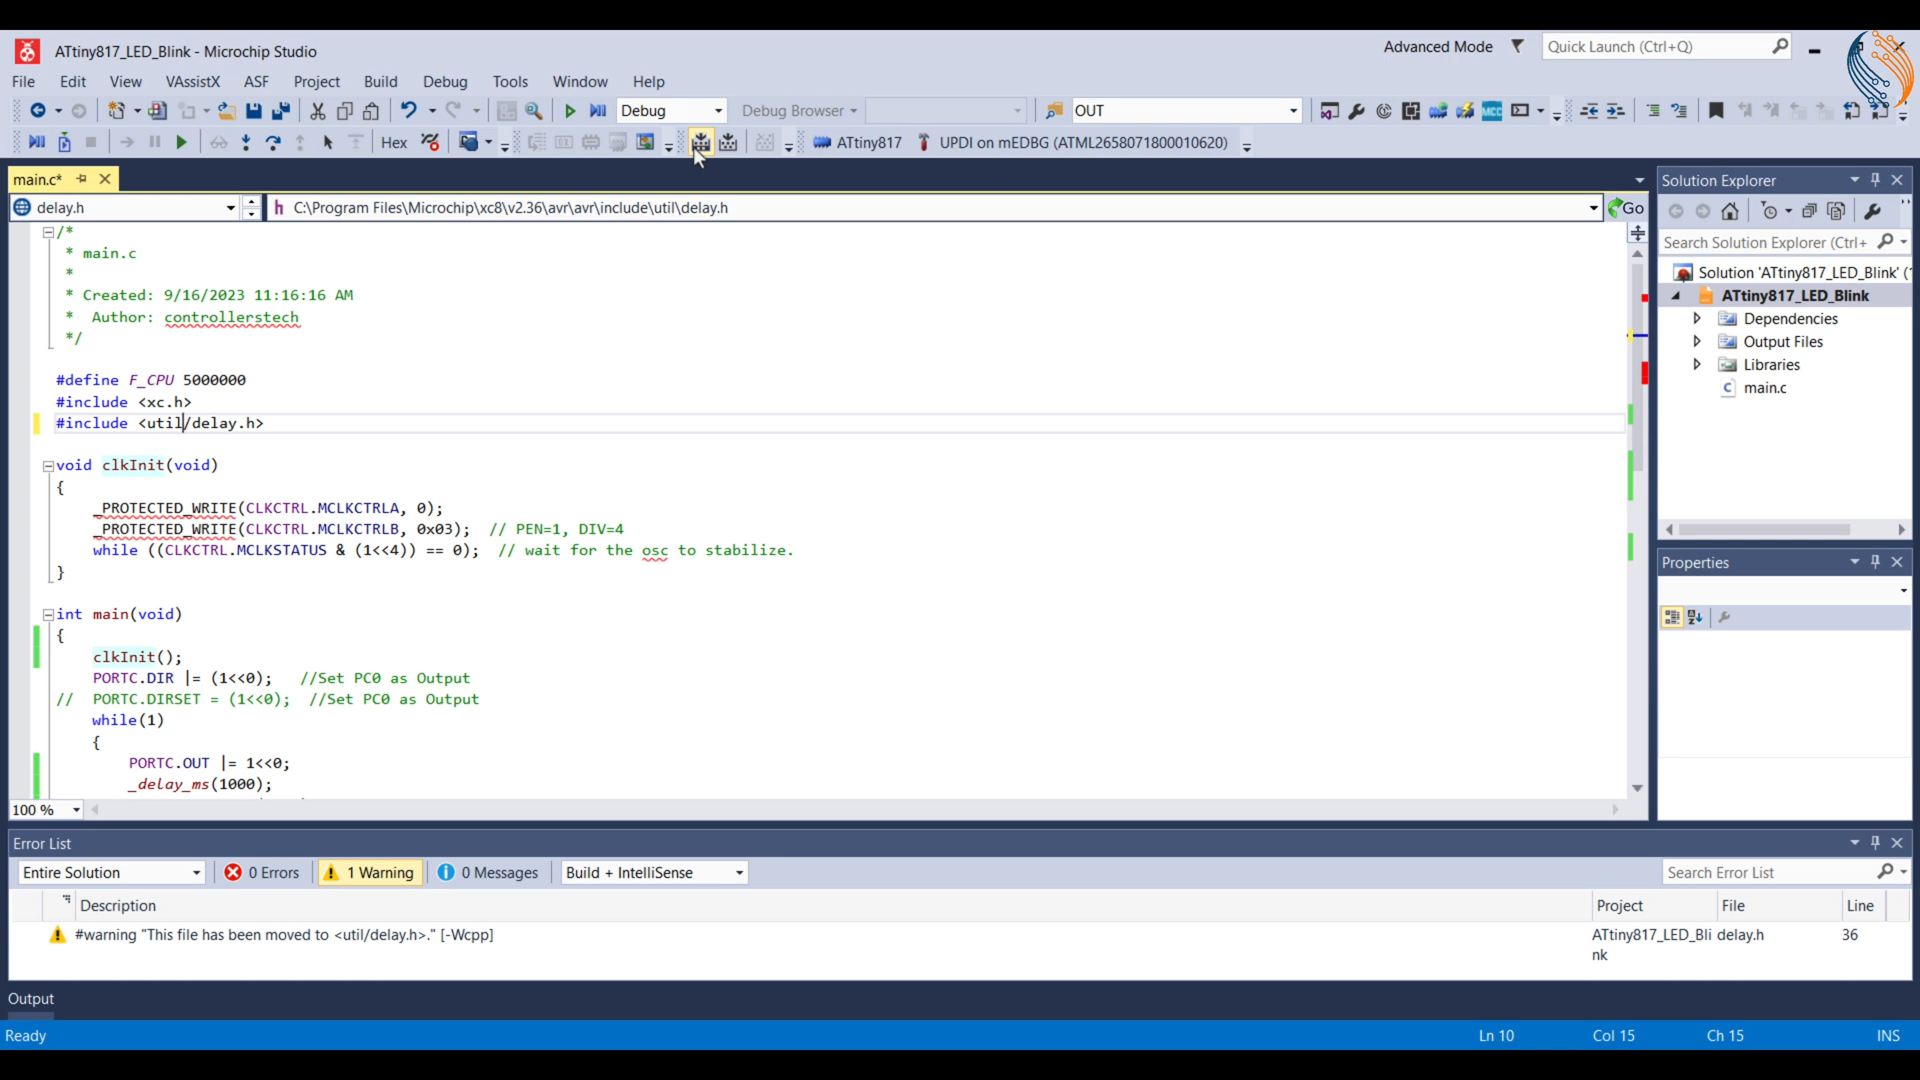 ATtiny817_LED_Blink - Microchip Studio
Advanced Mode
Quick Launch (Ctrl+Q)
File Edit View VAssistX ASF Project Build Debug Tools Window Help
Debug
Debug Browser
OUT
Hex
ATtiny817
UPDI on mEDBG (ATML2658071800010620)
main.c*
delay.h
C:\Program Files\Microchip\xc8\v2.36\avr\avr\include\util\delay.h
Go
/*
* main.c
*
* Created: 9/16/2023 11:16:16 AM
* Author: controllerstech
*/
#define F_CPU 5000000
#include <xc.h>
#include <util/delay.h>
void clkInit(void)
{
_PROTECTED_WRITE(CLKCTRL.MCLKCTRLA, 0);
_PROTECTED_WRITE(CLKCTRL.MCLKCTRLB, 0x03); // PEN=1, DIV=4
while ((CLKCTRL.MCLKSTATUS & (1<<4)) == 0); // wait for the osc to stabilize.
}
int main(void)
{
clkInit();
PORTC.DIR |= (1<<0); //Set PC0 as Output
// PORTC.DIRSET = (1<<0); //Set PC0 as Output
while(1)
{
PORTC.OUT |= 1<<0;
_delay_ms(1000);
100 %
Solution Explorer
Search Solution Explorer (Ctrl+
Solution 'ATtiny817_LED_Blink' (
ATtiny817_LED_Blink
Dependencies
Output Files
Libraries
main.c
Properties
Error List
Entire Solution
0 Errors
1 Warning
0 Messages
Build + IntelliSense
Search Error List
Description Project File Line
#warning "This file has been moved to <util/delay.h>." [-Wcpp] ATtiny817_LED_Bli delay.h 36
nk
Output
Ready Ln 10 Col 15 Ch 15 INS